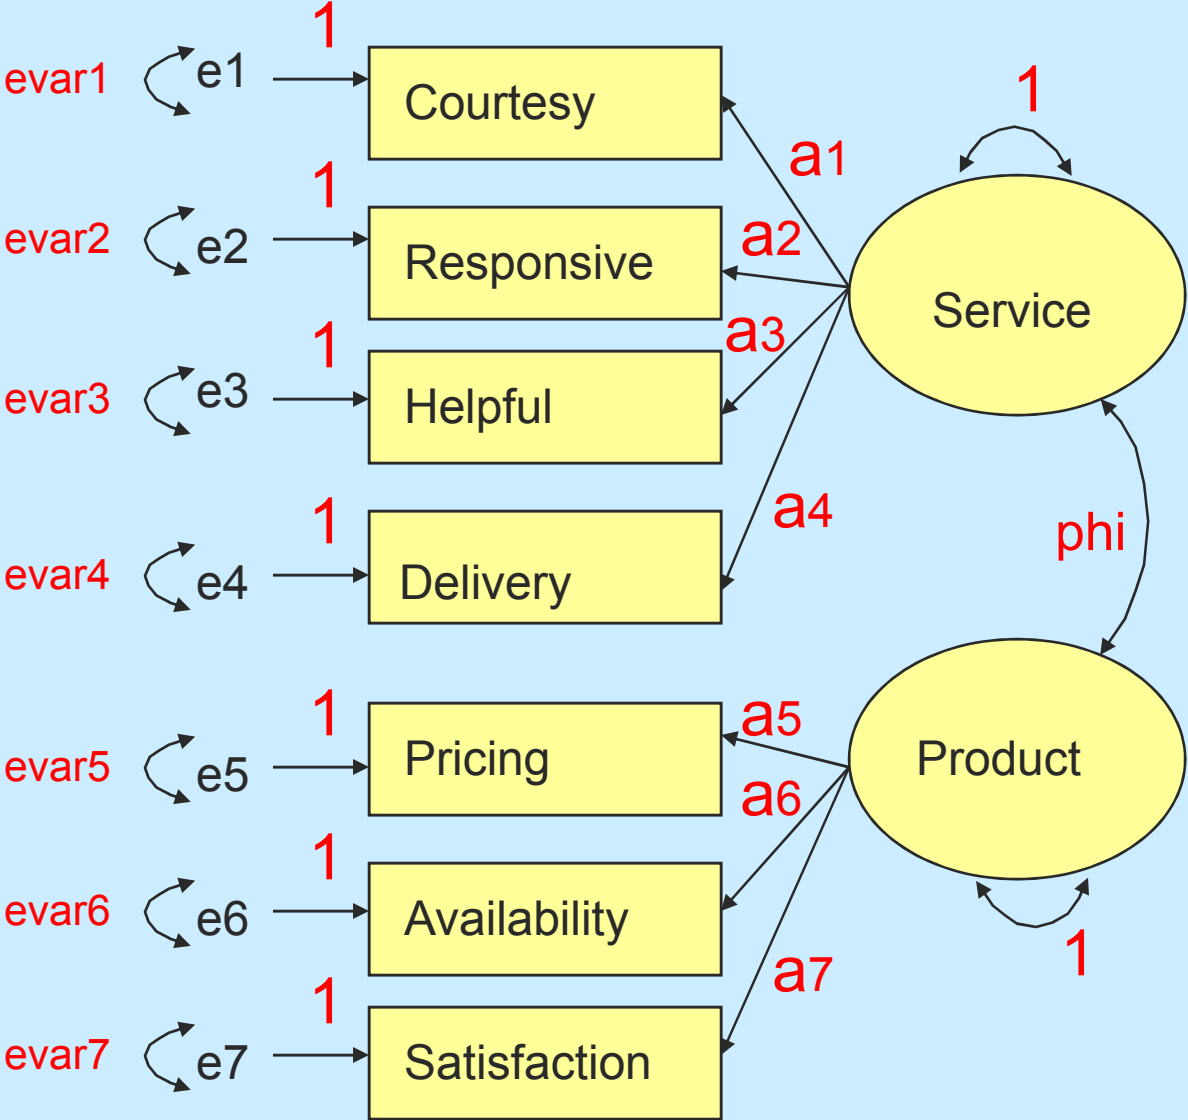 1
evar1 e1 Courtesy
1
a1
1
evar2 e2 Responsive
a2
Service
1
evar3 e3 Helpful
a3
1
evar4 e4 Delivery
a4
phi
1
evar5 e5 Pricing
a5
Product
1
evar6 e6 Availability
a6
1
1
evar7 e7 Satisfaction
a7